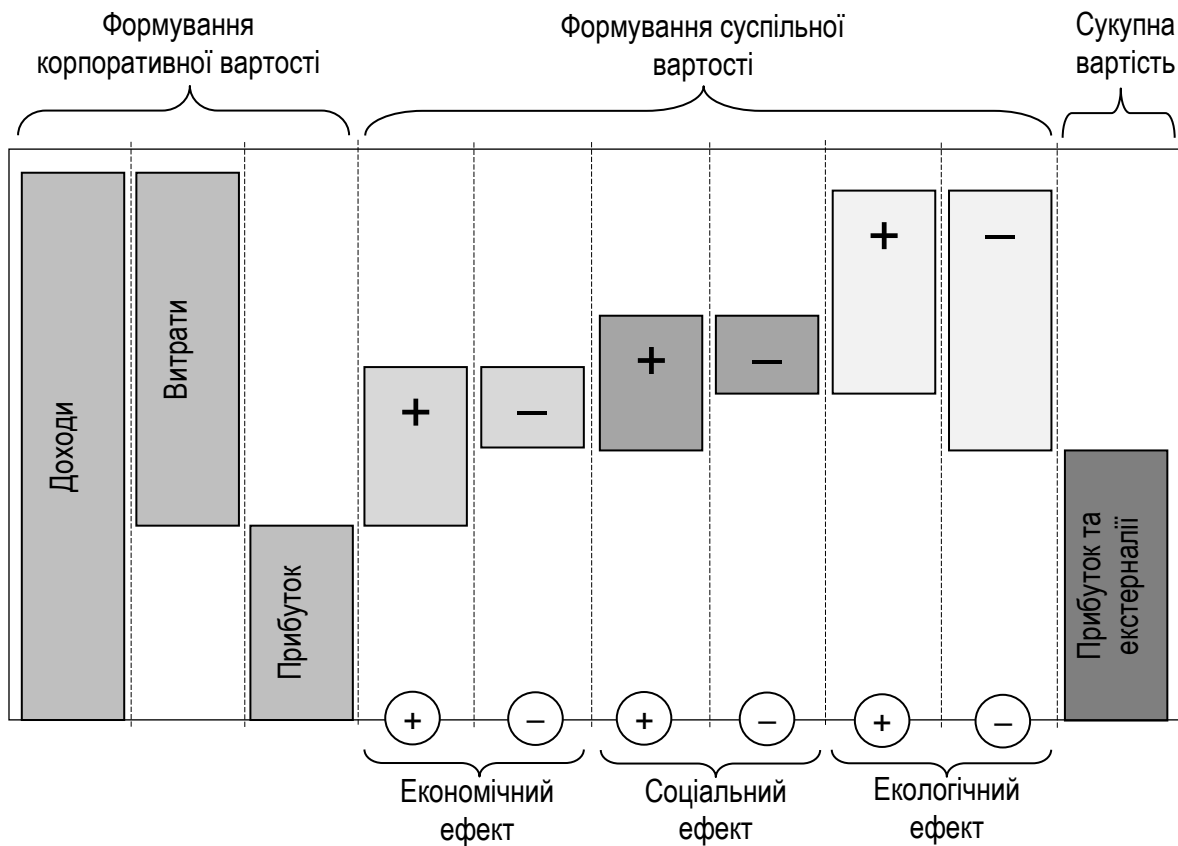 Формування
корпоративної вартості
Формування суспільної
вартості
Сукупна
вартість
Доходи
Витрати
Прибуток
+
–
+
–
+
–
Прибуток та
екстерналії
+
–
+
–
+
–
Економічний
ефект
Соціальний
ефект
Екологічний
ефект